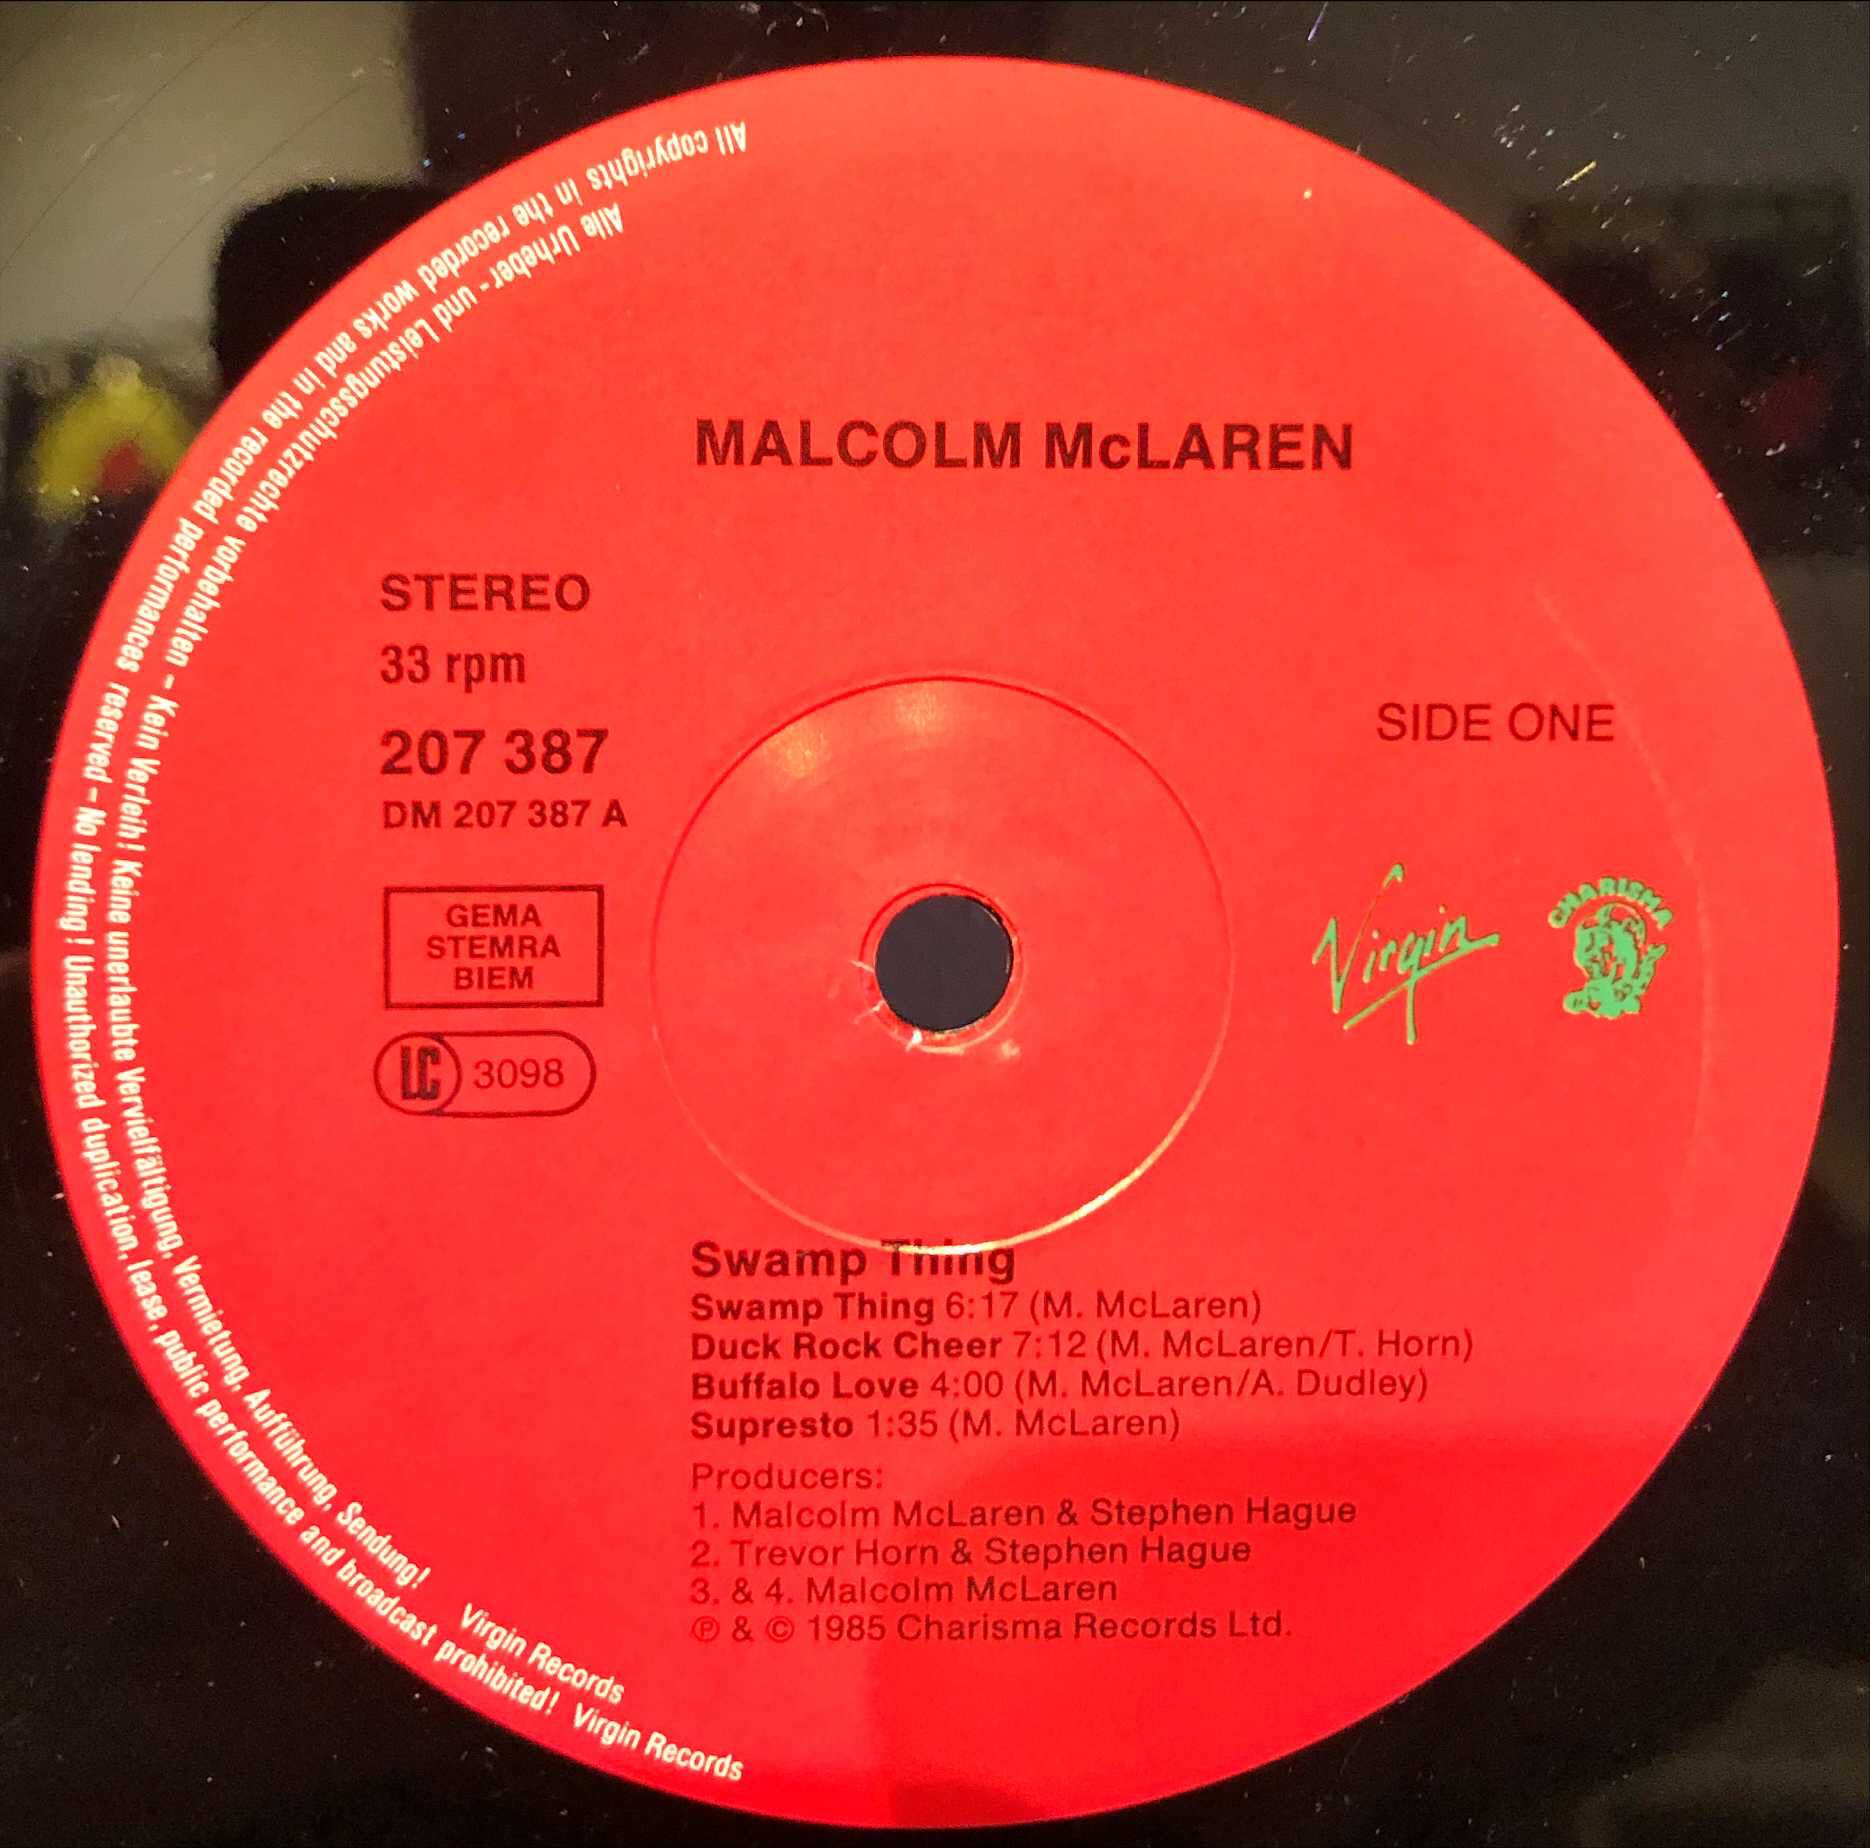 MALCOLM McLAREN
STEREO
33 rpm
207 387
DM 207 387 A
GEMA
STEMRA
BIEM
LC 3098
SIDE ONE
Virgin
CHARISMA
Swamp Thing
Swamp Thing 6:17 (M. McLaren)
Duck Rock Cheer 7:12 (M. McLaren/T. Horn)
Buffalo Love 4:00 (M. McLaren/A. Dudley)
Supresto 1:35 (M. McLaren)
Producers:
1. Malcolm McLaren & Stephen Hague
2. Trevor Horn & Stephen Hague
3. & 4. Malcolm McLaren
℗ & © 1985 Charisma Records Ltd.
Alle Urheber- und Leistungsschutzrechte vorbehalten – Kein Verleih! Keine unerlaubte Vervielfältigung, Vermietung, Aufführung, Sendung! Virgin Records
All copyrights in the recorded works and in the recorded performances reserved – No lending! Unauthorized duplication, lease, public performance and broadcast prohibited! Virgin Records